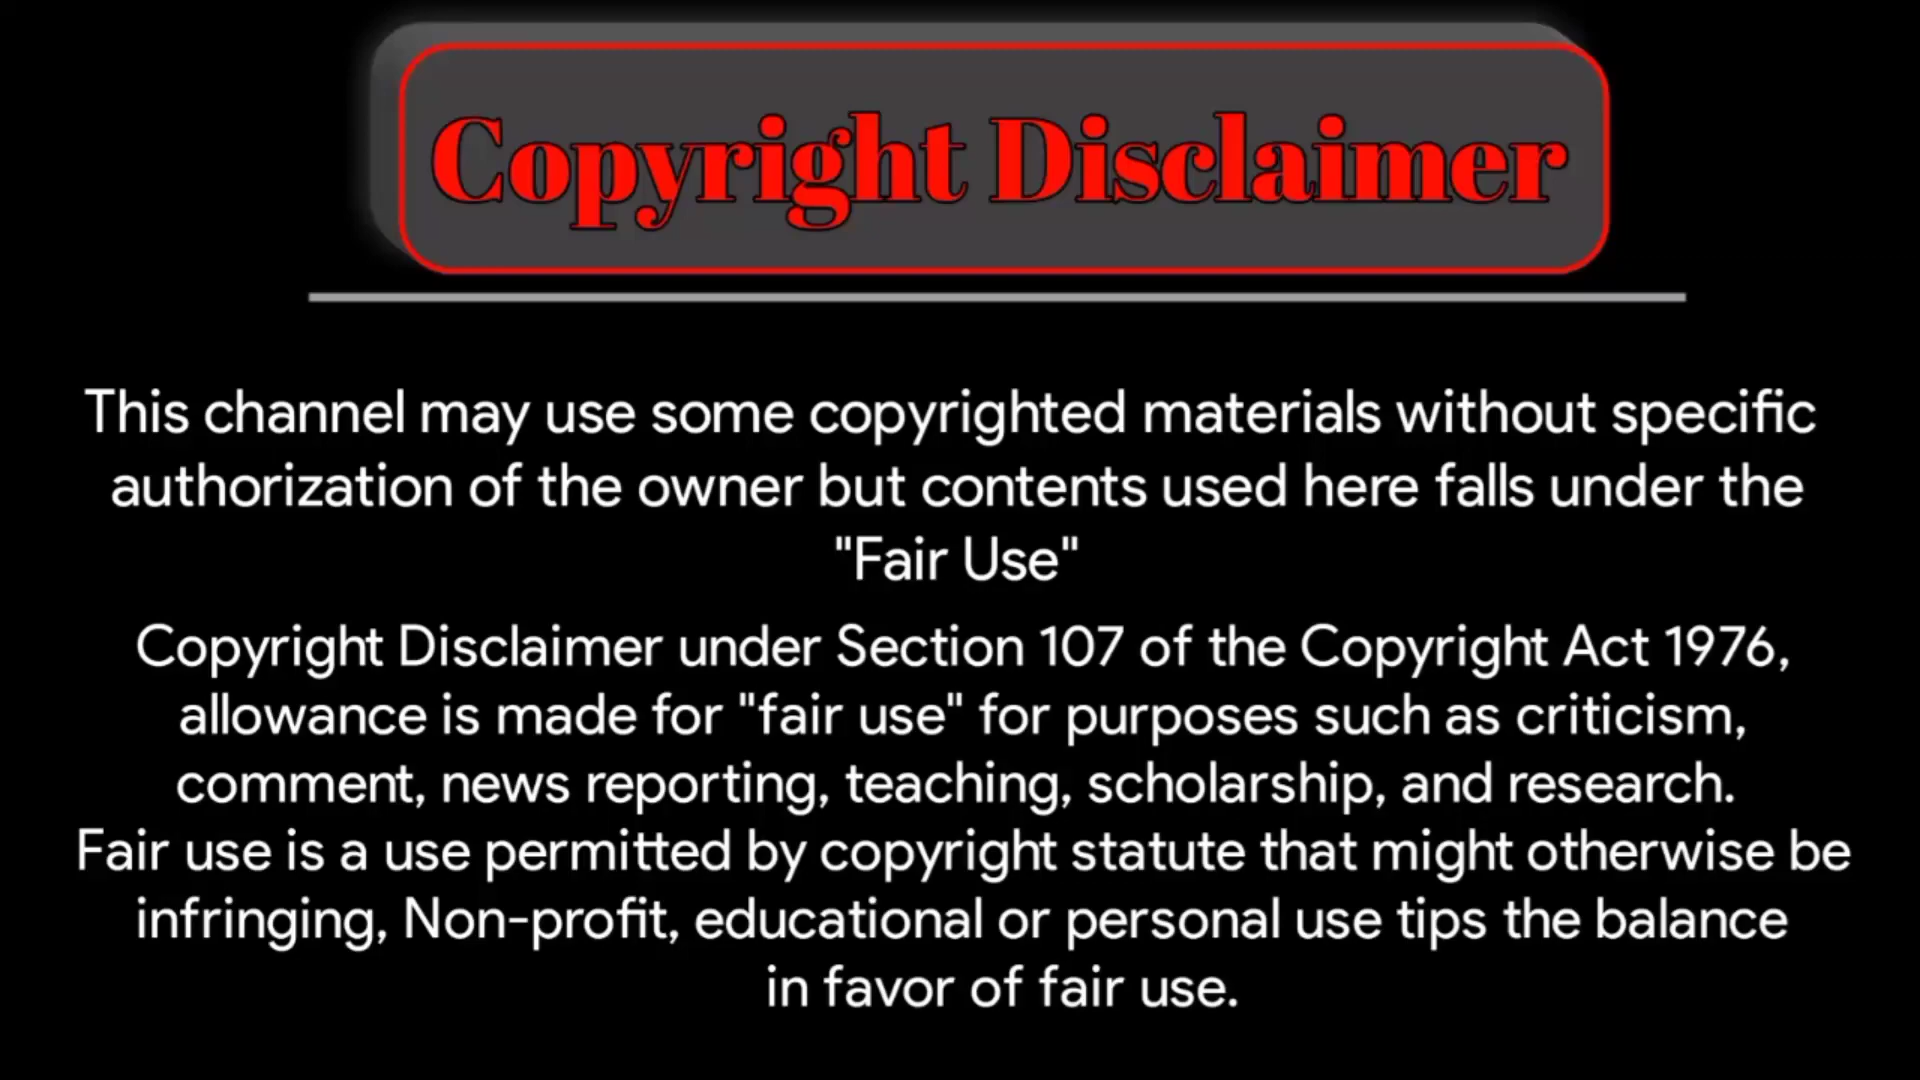 Copyright Disclaimer
This channel may use some copyrighted materials without specific
authorization of the owner but contents used here falls under the
"Fair Use"
Copyright Disclaimer under Section 107 of the Copyright Act 1976,
allowance is made for "fair use" for purposes such as criticism,
comment, news reporting, teaching, scholarship, and research.
Fair use is a use permitted by copyright statute that might otherwise be
infringing, Non-profit, educational or personal use tips the balance
in favor of fair use.